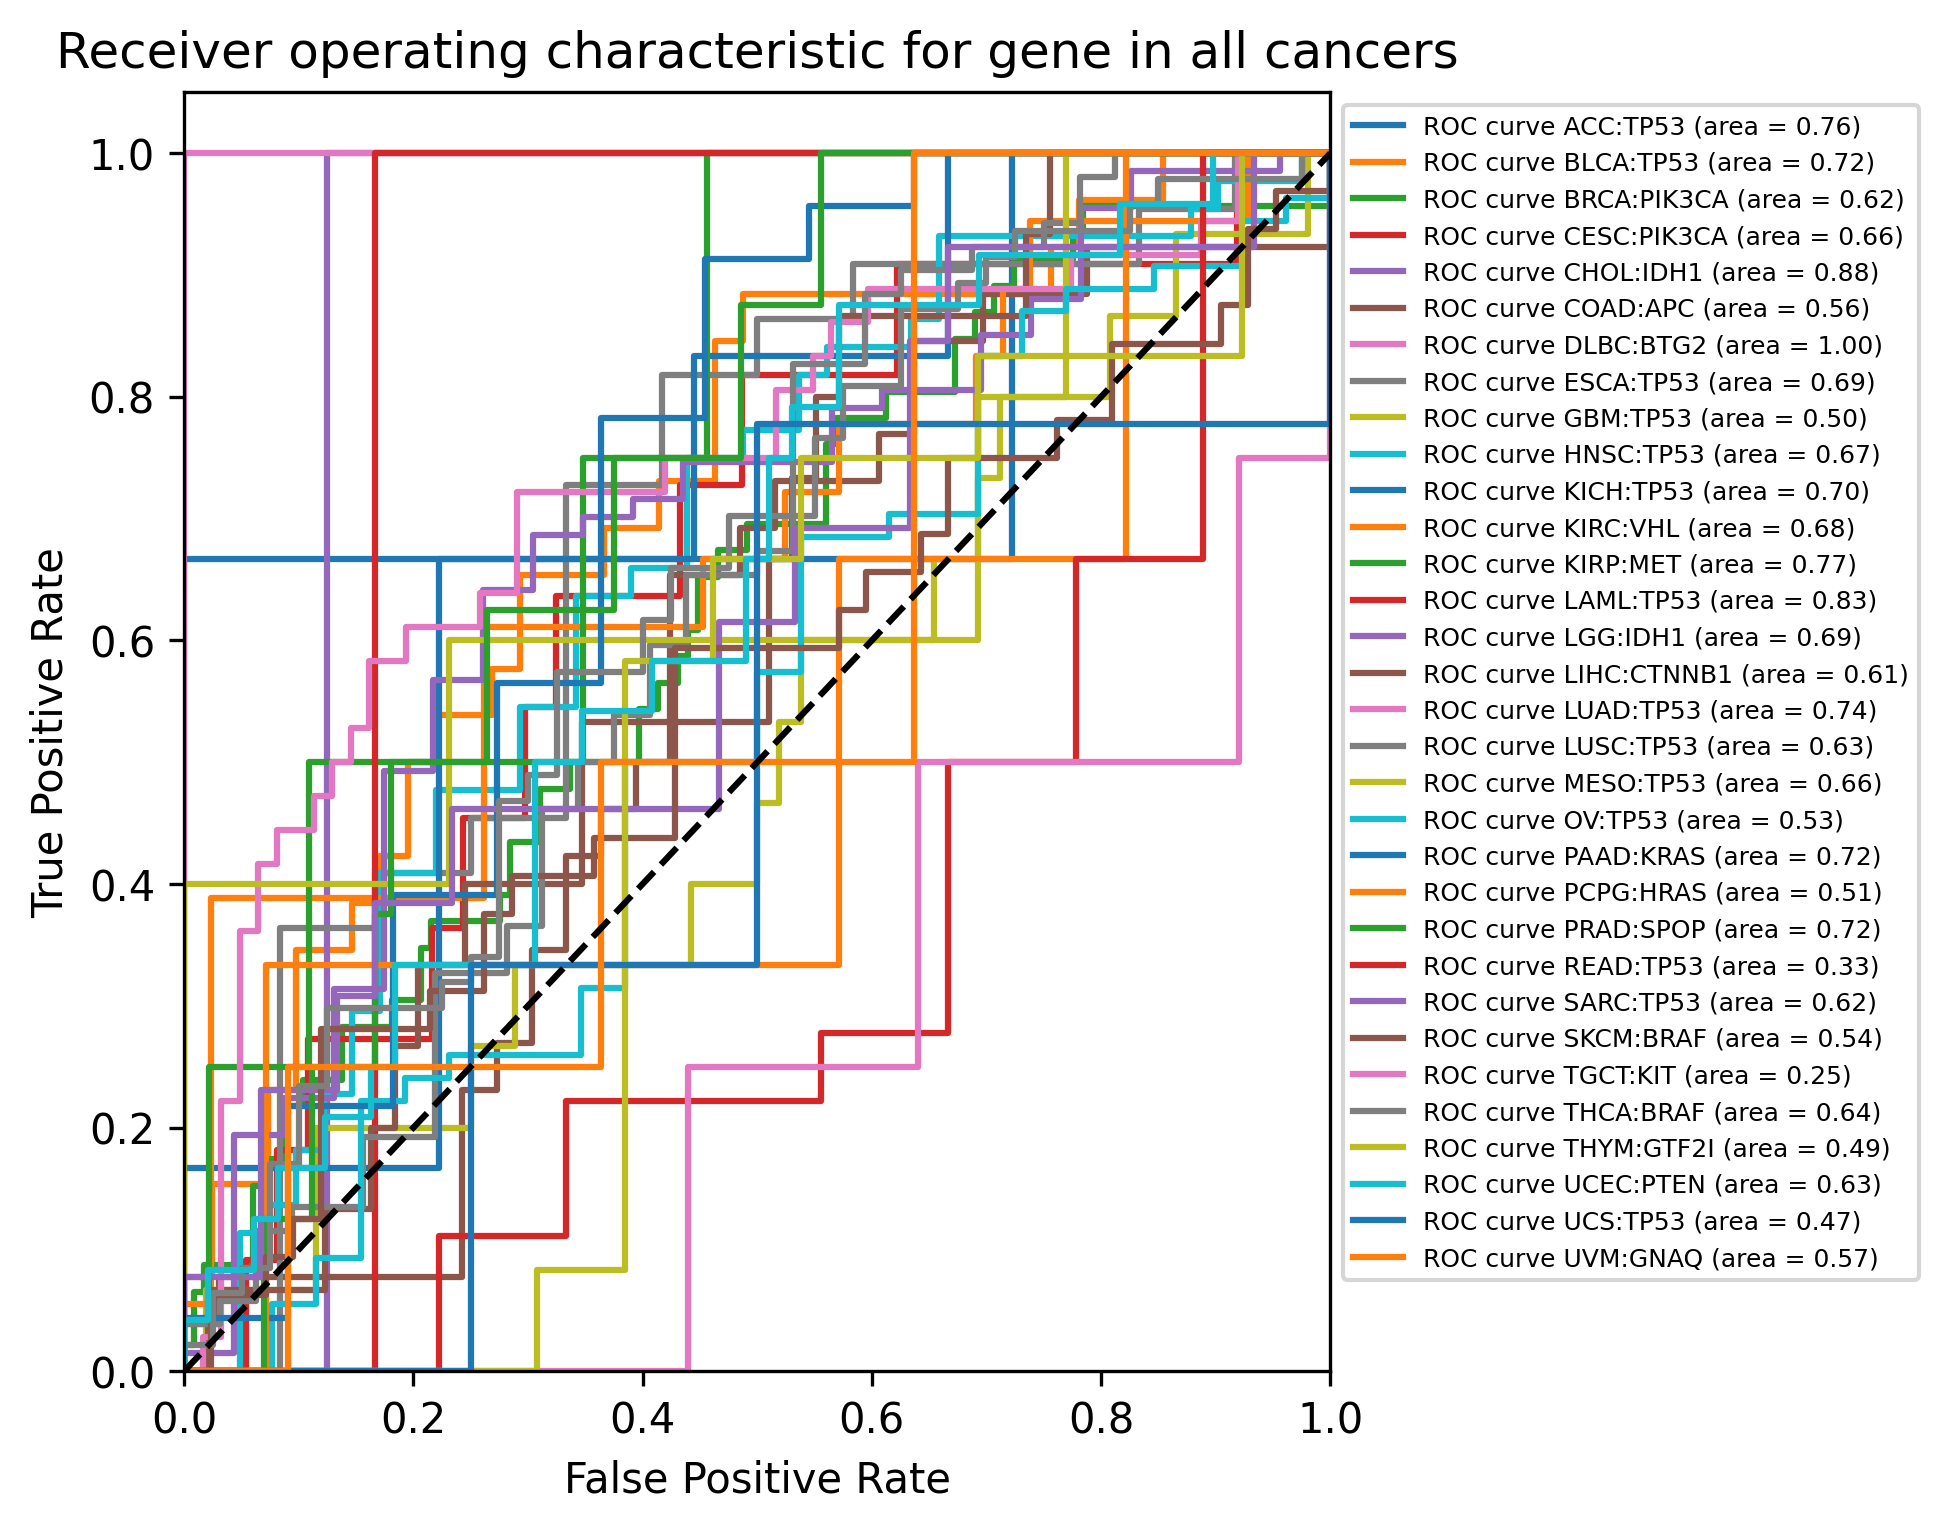 Receiver operating characteristic for gene in all cancers
True Positive Rate
1.0
0.8
0.6
0.4
0.2
0.0
0.0 0.2 0.4 0.6 0.8 1.0
False Positive Rate
ROC curve ACC:TP53 (area = 0.76)
ROC curve BLCA:TP53 (area = 0.72)
ROC curve BRCA:PIK3CA (area = 0.62)
ROC curve CESC:PIK3CA (area = 0.66)
ROC curve CHOL:IDH1 (area = 0.88)
ROC curve COAD:APC (area = 0.56)
ROC curve DLBC:BTG2 (area = 1.00)
ROC curve ESCA:TP53 (area = 0.69)
ROC curve GBM:TP53 (area = 0.50)
ROC curve HNSC:TP53 (area = 0.67)
ROC curve KICH:TP53 (area = 0.70)
ROC curve KIRC:VHL (area = 0.68)
ROC curve KIRP:MET (area = 0.77)
ROC curve LAML:TP53 (area = 0.83)
ROC curve LGG:IDH1 (area = 0.69)
ROC curve LIHC:CTNNB1 (area = 0.61)
ROC curve LUAD:TP53 (area = 0.74)
ROC curve LUSC:TP53 (area = 0.63)
ROC curve MESO:TP53 (area = 0.66)
ROC curve OV:TP53 (area = 0.53)
ROC curve PAAD:KRAS (area = 0.72)
ROC curve PCPG:HRAS (area = 0.51)
ROC curve PRAD:SPOP (area = 0.72)
ROC curve READ:TP53 (area = 0.33)
ROC curve SARC:TP53 (area = 0.62)
ROC curve SKCM:BRAF (area = 0.54)
ROC curve TGCT:KIT (area = 0.25)
ROC curve THCA:BRAF (area = 0.64)
ROC curve THYM:GTF2I (area = 0.49)
ROC curve UCEC:PTEN (area = 0.63)
ROC curve UCS:TP53 (area = 0.47)
ROC curve UVM:GNAQ (area = 0.57)